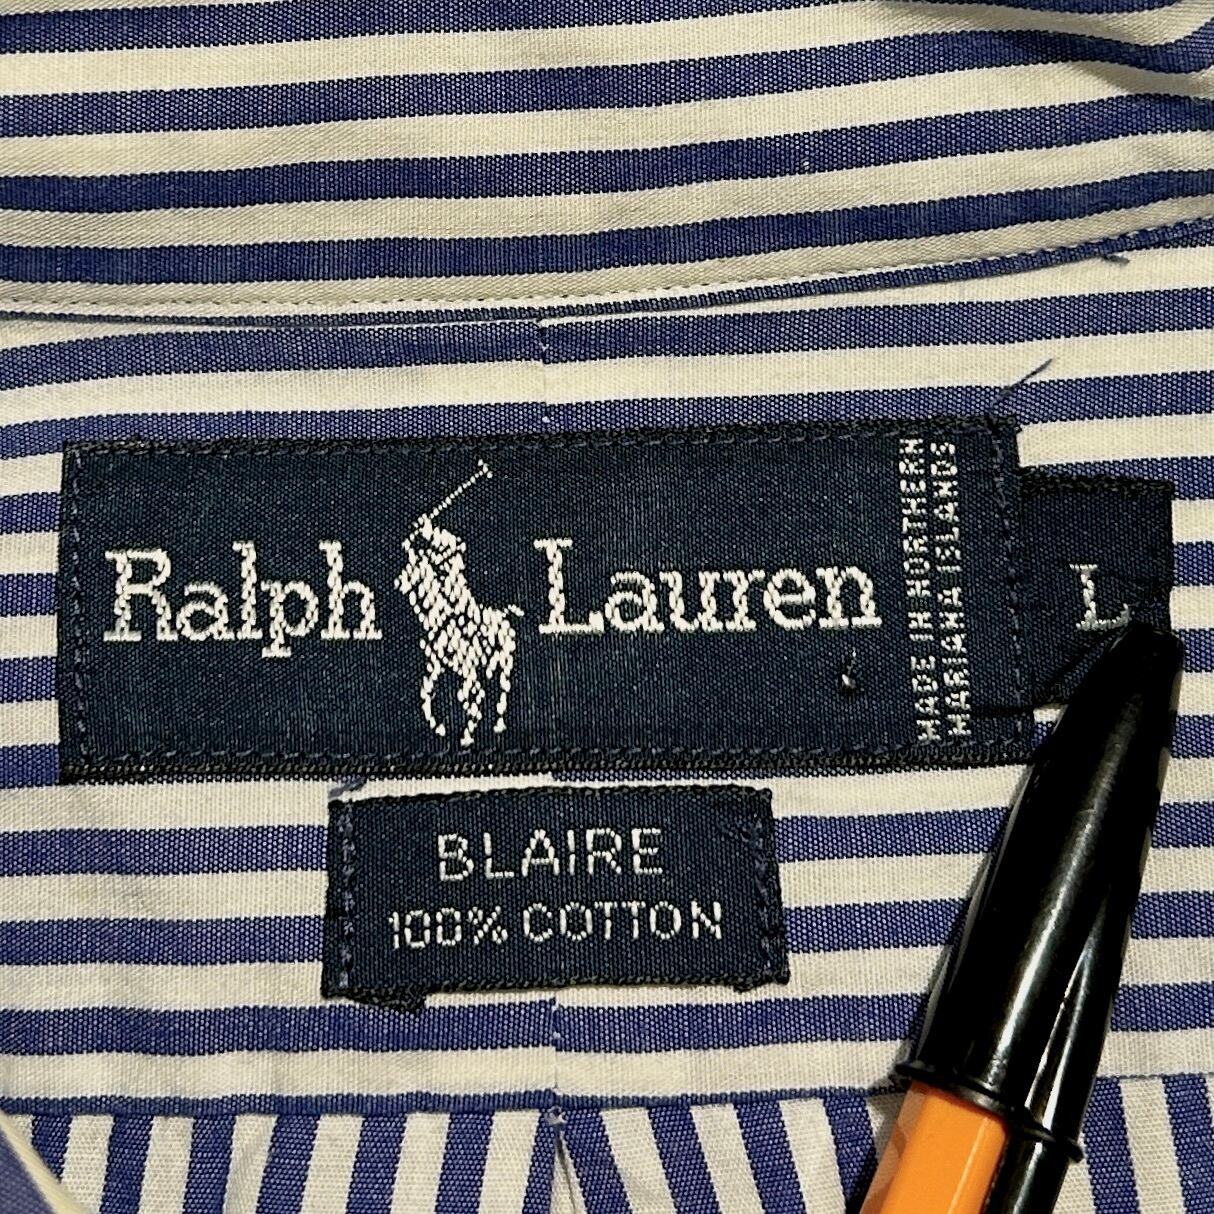 Ralph Lauren
MADE IN NORTHERN
MARIANA ISLANDS
L
BLAIRE
100% COTTON